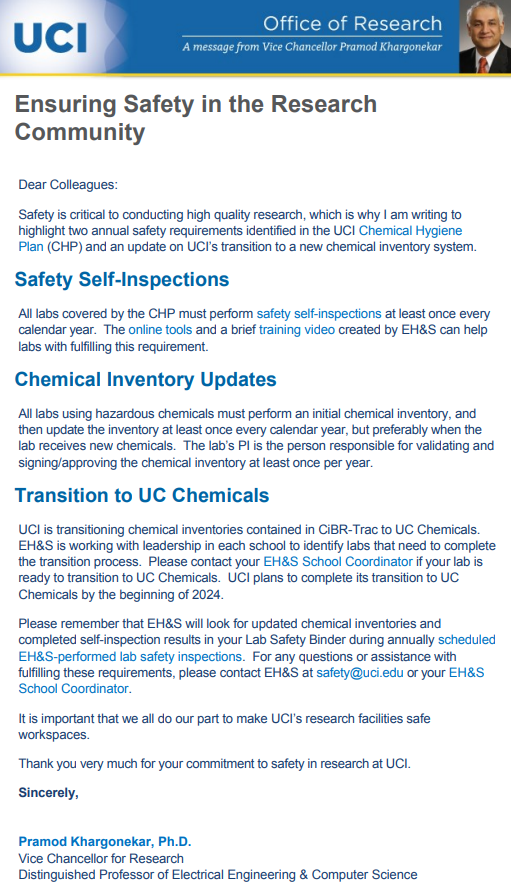 UCI
Office of Research
A message from Vice Chancellor Pramod Khargonekar
Ensuring Safety in the Research
Community
Dear Colleagues:
Safety is critical to conducting high quality research, which is why I am writing to
highlight two annual safety requirements identified in the UCI Chemical Hygiene
Plan (CHP) and an update on UCI's transition to a new chemical inventory system.
Safety Self-Inspections
All labs covered by the CHP must perform safety self-inspections at least once every
calendar year.  The online tools and a brief training video created by EH&S can help
labs with fulfilling this requirement.
Chemical Inventory Updates
All labs using hazardous chemicals must perform an initial chemical inventory, and
then update the inventory at least once every calendar year, but preferably when the
lab receives new chemicals.  The lab's PI is the person responsible for validating and
signing/approving the chemical inventory at least once per year.
Transition to UC Chemicals
UCI is transitioning chemical inventories contained in CiBR-Trac to UC Chemicals.
EH&S is working with leadership in each school to identify labs that need to complete
the transition process.  Please contact your EH&S School Coordinator if your lab is
ready to transition to UC Chemicals.  UCI plans to complete its transition to UC
Chemicals by the beginning of 2024.
Please remember that EH&S will look for updated chemical inventories and
completed self-inspection results in your Lab Safety Binder during annually scheduled
EH&S-performed lab safety inspections.  For any questions or assistance with
fulfilling these requirements, please contact EH&S at safety@uci.edu or your EH&S
School Coordinator.
It is important that we all do our part to make UCI's research facilities safe
workspaces.
Thank you very much for your commitment to safety in research at UCI.
Sincerely,
Pramod Khargonekar, Ph.D.
Vice Chancellor for Research
Distinguished Professor of Electrical Engineering & Computer Science